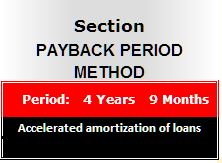 Section
PAYBACK PERIOD
METHOD
Period: 4 Years 9 Months
Accelerated amortization of loans